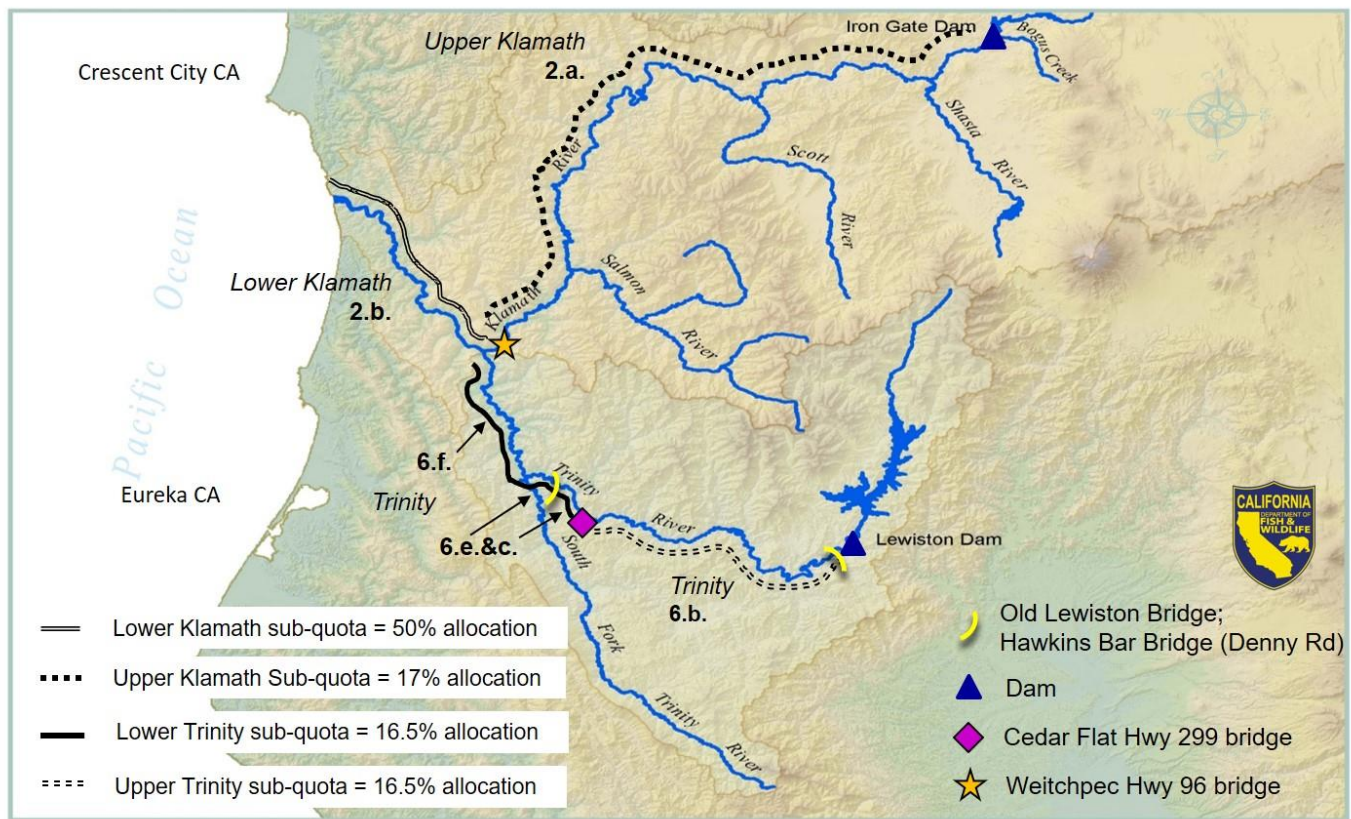 Crescent City CA
Upper Klamath
2.a.
Iron Gate Dam
Bogus Creek
Shasta
River
Scott
River
River
Klamath
Salmon
River
Pacific Ocean
Lower Klamath
2.b.
6.f.
Trinity
Eureka CA
6.e.&c.
Trinity
River
South
Fork
Trinity
River
Lewiston Dam
Trinity
6.b.
CALIFORNIA
DEPARTMENT OF
FISH &
WILDLIFE
Lower Klamath sub-quota = 50% allocation
Upper Klamath Sub-quota = 17% allocation
Lower Trinity sub-quota = 16.5% allocation
Upper Trinity sub-quota = 16.5% allocation
Old Lewiston Bridge;
Hawkins Bar Bridge (Denny Rd)
Dam
Cedar Flat Hwy 299 bridge
Weitchpec Hwy 96 bridge